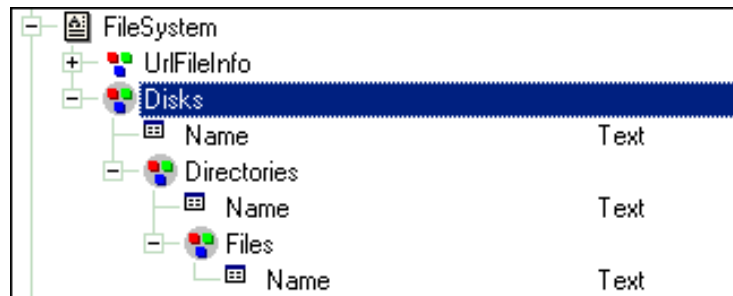 FileSystem
UrlFileInfo
Disks
Name Text
Directories
Name Text
Files
Name Text